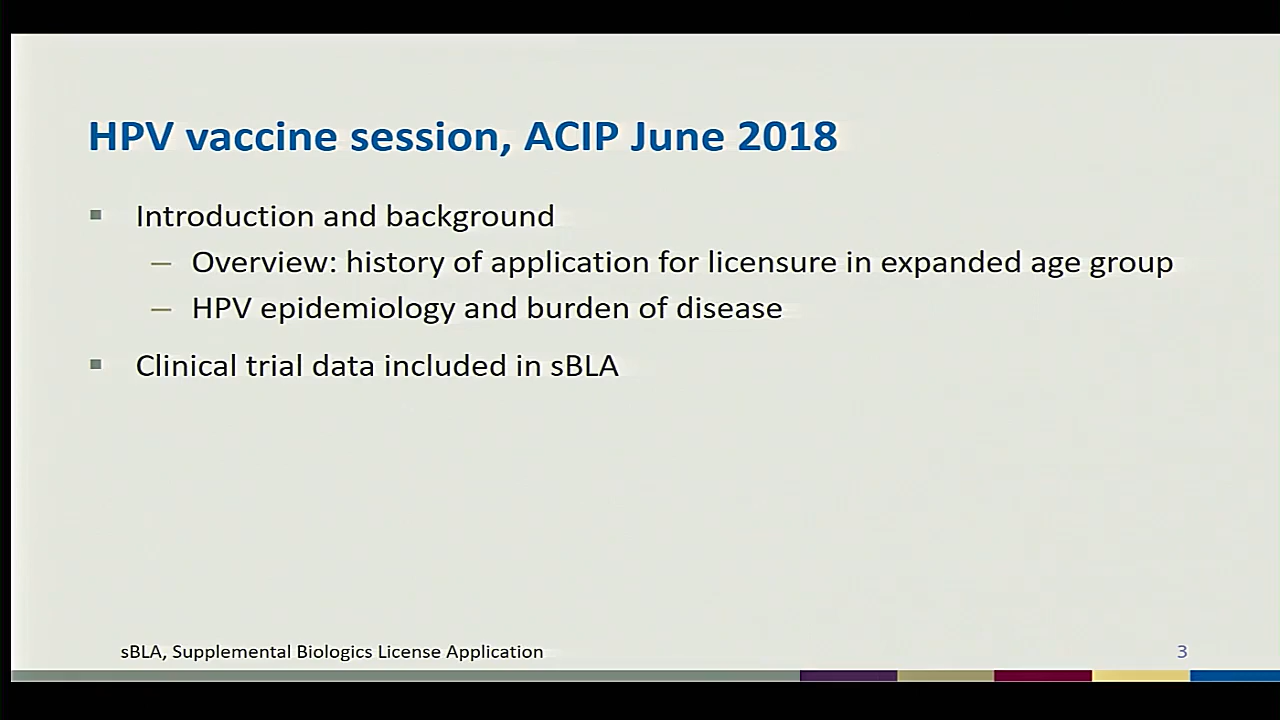 HPV vaccine session, ACIP June 2018
▪ Introduction and background
– Overview: history of application for licensure in expanded age group
– HPV epidemiology and burden of disease
▪ Clinical trial data included in sBLA
sBLA, Supplemental Biologics License Application
3